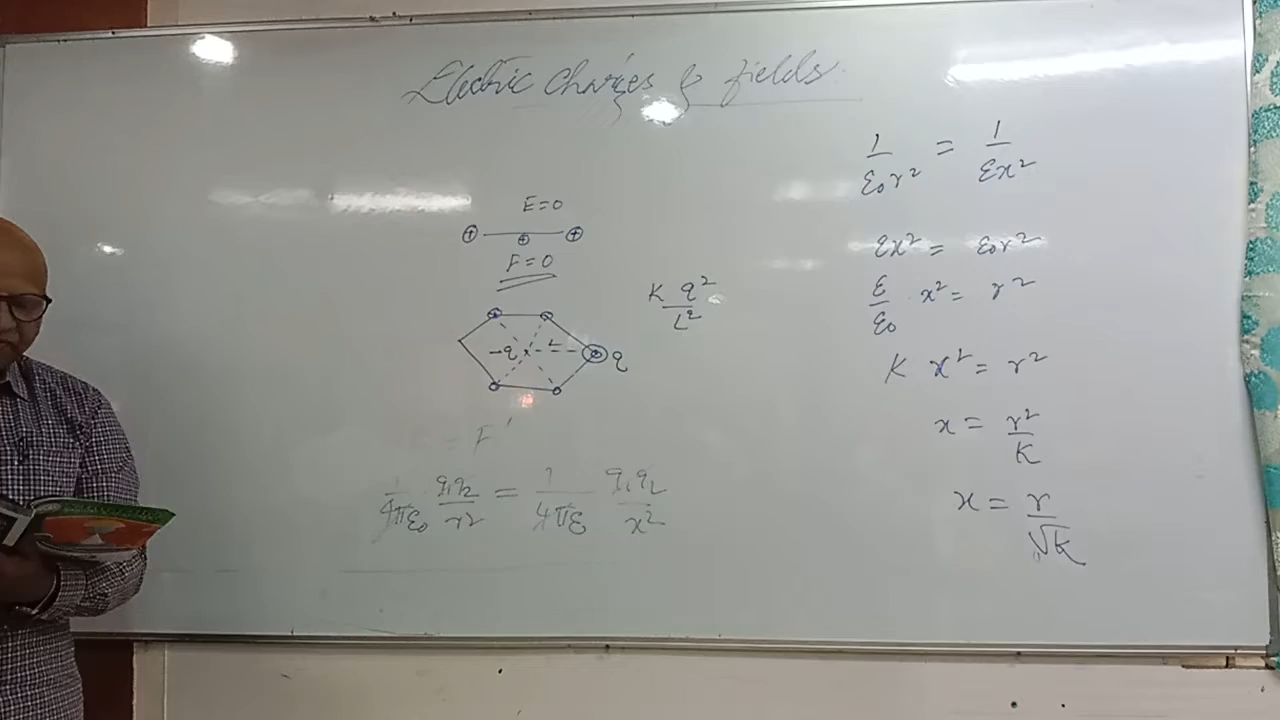 Electric Charges & fields
E=0
+ + +
F=0
K q² / L²
-q L q
= F'
1/4πε₀ q₁q₂/r² = 1/4πε q₁q₂/x²
1/ε₀r² = 1/εx²
εx² = ε₀r²
ε/ε₀ x² = r²
K x² = r²
x = r²/K
x = r/√K